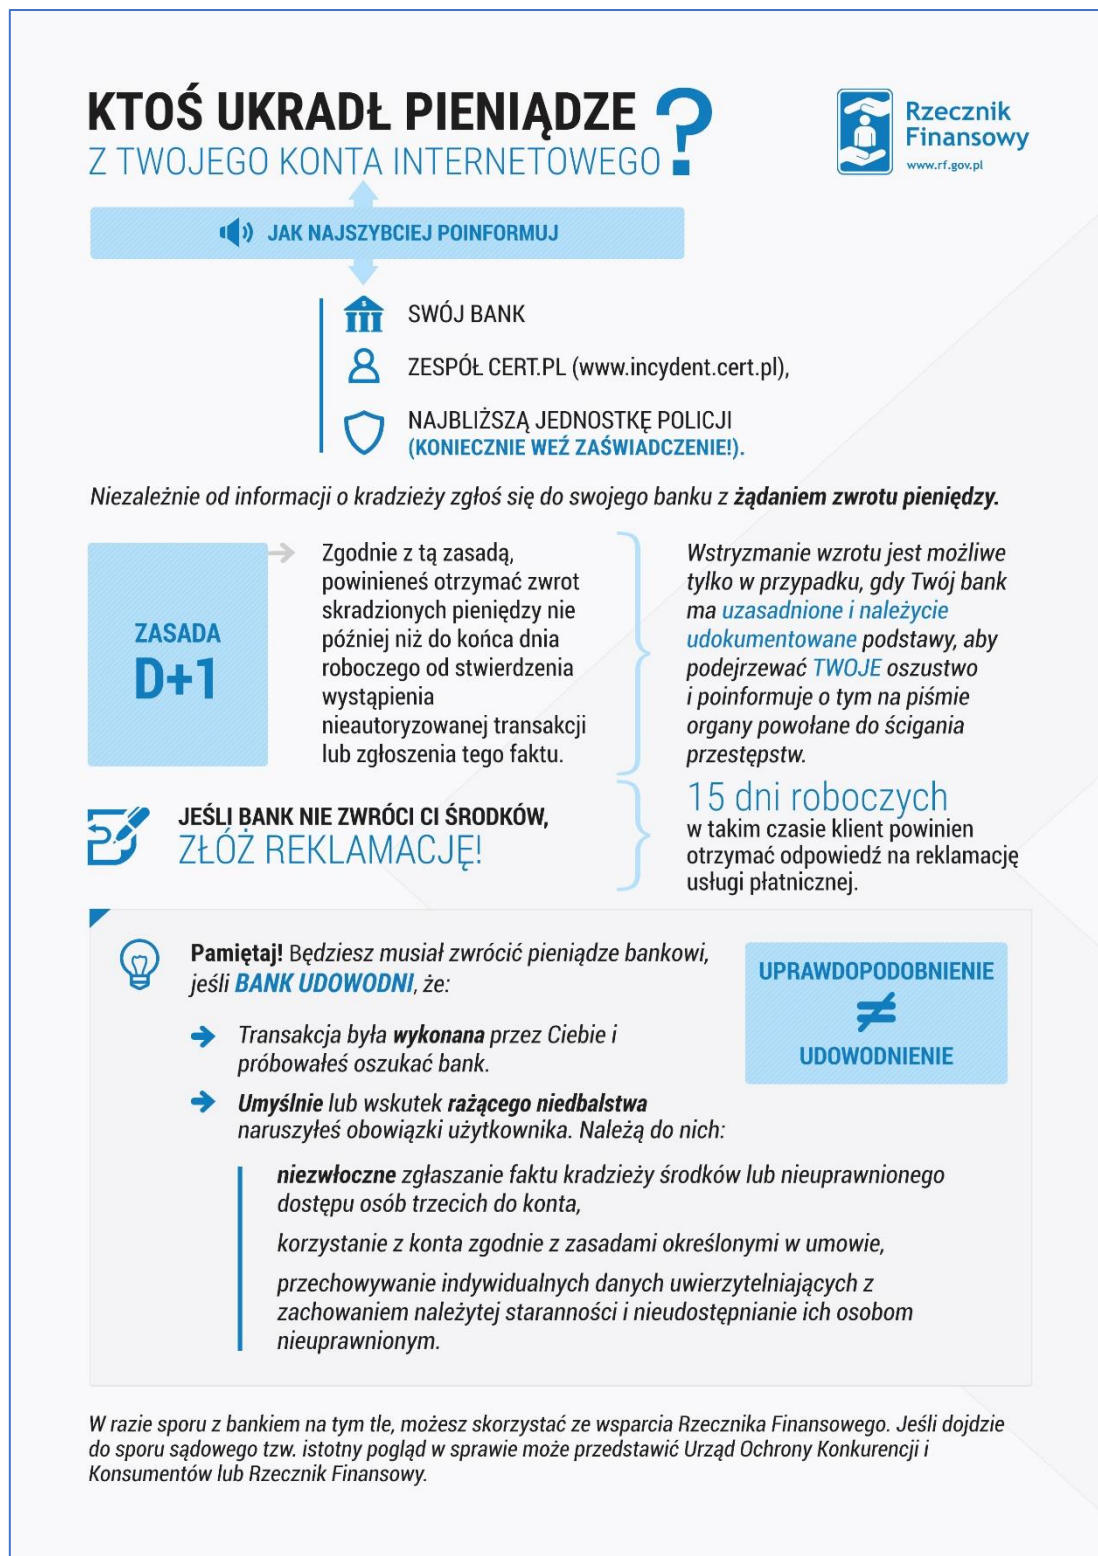 KTOŚ UKRADŁ PIENIĄDZE
Z TWOJEGO KONTA INTERNETOWEGO?
Rzecznik
Finansowy
www.rf.gov.pl
JAK NAJSZYBCIEJ POINFORMUJ
SWÓJ BANK
ZESPÓŁ CERT.PL (www.incydent.cert.pl),
NAJBLIŻSZĄ JEDNOSTKĘ POLICJI
(KONIECZNIE WEŹ ZAŚWIADCZENIE!).
Niezależnie od informacji o kradzieży zgłoś się do swojego banku z żądaniem zwrotu pieniędzy.
ZASADA
D+1
Zgodnie z tą zasadą,
powinieneś otrzymać zwrot
skradzionych pieniędzy nie
później niż do końca dnia
roboczego od stwierdzenia
wystąpienia
nieautoryzowanej transakcji
lub zgłoszenia tego faktu.
Wstrzymanie wzrotu jest możliwe
tylko w przypadku, gdy Twój bank
ma uzasadnione i należycie
udokumentowane podstawy, aby
podejrzewać TWOJE oszustwo
i poinformuje o tym na piśmie
organy powołane do ścigania
przestępstw.
JEŚLI BANK NIE ZWRÓCI CI ŚRODKÓW,
ZŁÓŻ REKLAMACJĘ!
15 dni roboczych
w takim czasie klient powinien
otrzymać odpowiedź na reklamację
usługi płatnicznej.
Pamiętaj! Będziesz musiał zwrócić pieniądze bankowi,
jeśli BANK UDOWODNI, że:
UPRAWDOPODOBNIENIE
≠
UDOWODNIENIE
Transakcja była wykonana przez Ciebie i
próbowałeś oszukać bank.
Umyślnie lub wskutek rażącego niedbalstwa
naruszyłeś obowiązki użytkownika. Należą do nich:
niezwłoczne zgłaszanie faktu kradzieży środków lub nieuprawnionego
dostępu osób trzecich do konta,
korzystanie z konta zgodnie z zasadami określonymi w umowie,
przechowywanie indywidualnych danych uwierzytelniających z
zachowaniem należytej staranności i nieudostępnianie ich osobom
nieuprawnionym.
W razie sporu z bankiem na tym tle, możesz skorzystać ze wsparcia Rzecznika Finansowego. Jeśli dojdzie
do sporu sądowego tzw. istotny pogląd w sprawie może przedstawić Urząd Ochrony Konkurencji i
Konsumentów lub Rzecznik Finansowy.